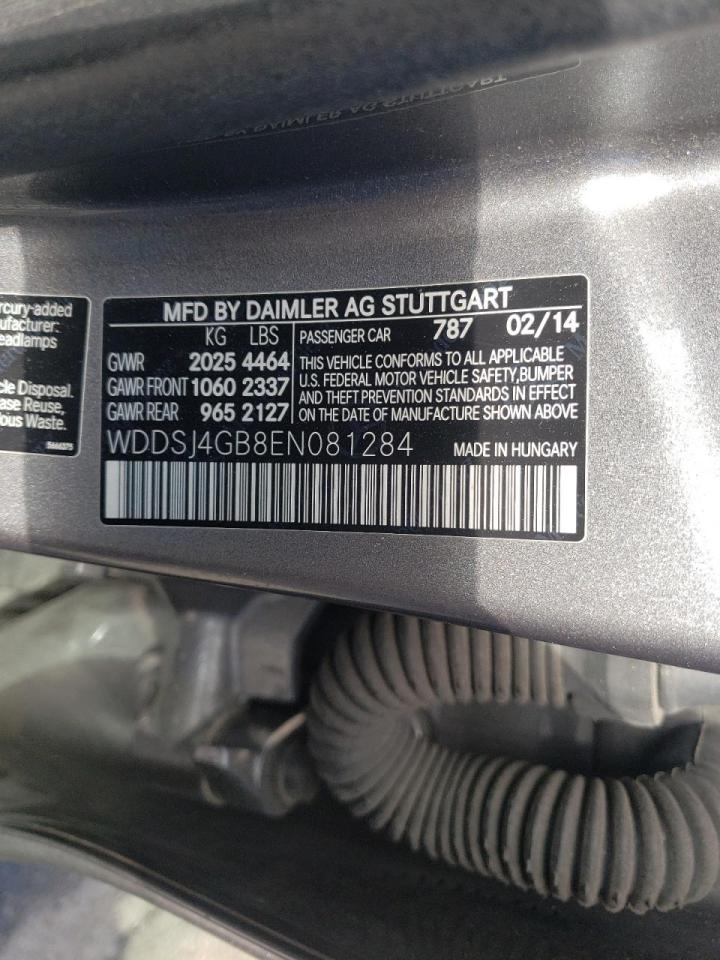 MFD BY DAIMLER AG STUTTGART
KG LBS PASSENGER CAR 787 02/14
GVWR 2025 4464
GAWR FRONT 1060 2337
GAWR REAR 965 2127
THIS VEHICLE CONFORMS TO ALL APPLICABLE
U.S. FEDERAL MOTOR VEHICLE SAFETY, BUMPER
AND THEFT PREVENTION STANDARDS IN EFFECT
ON THE DATE OF MANUFACTURE SHOWN ABOVE
WDDSJ4GB8EN081284 MADE IN HUNGARY
rcury-added
ufacturer:
eadlamps
cle Disposal.
ase Reuse,
ous Waste.